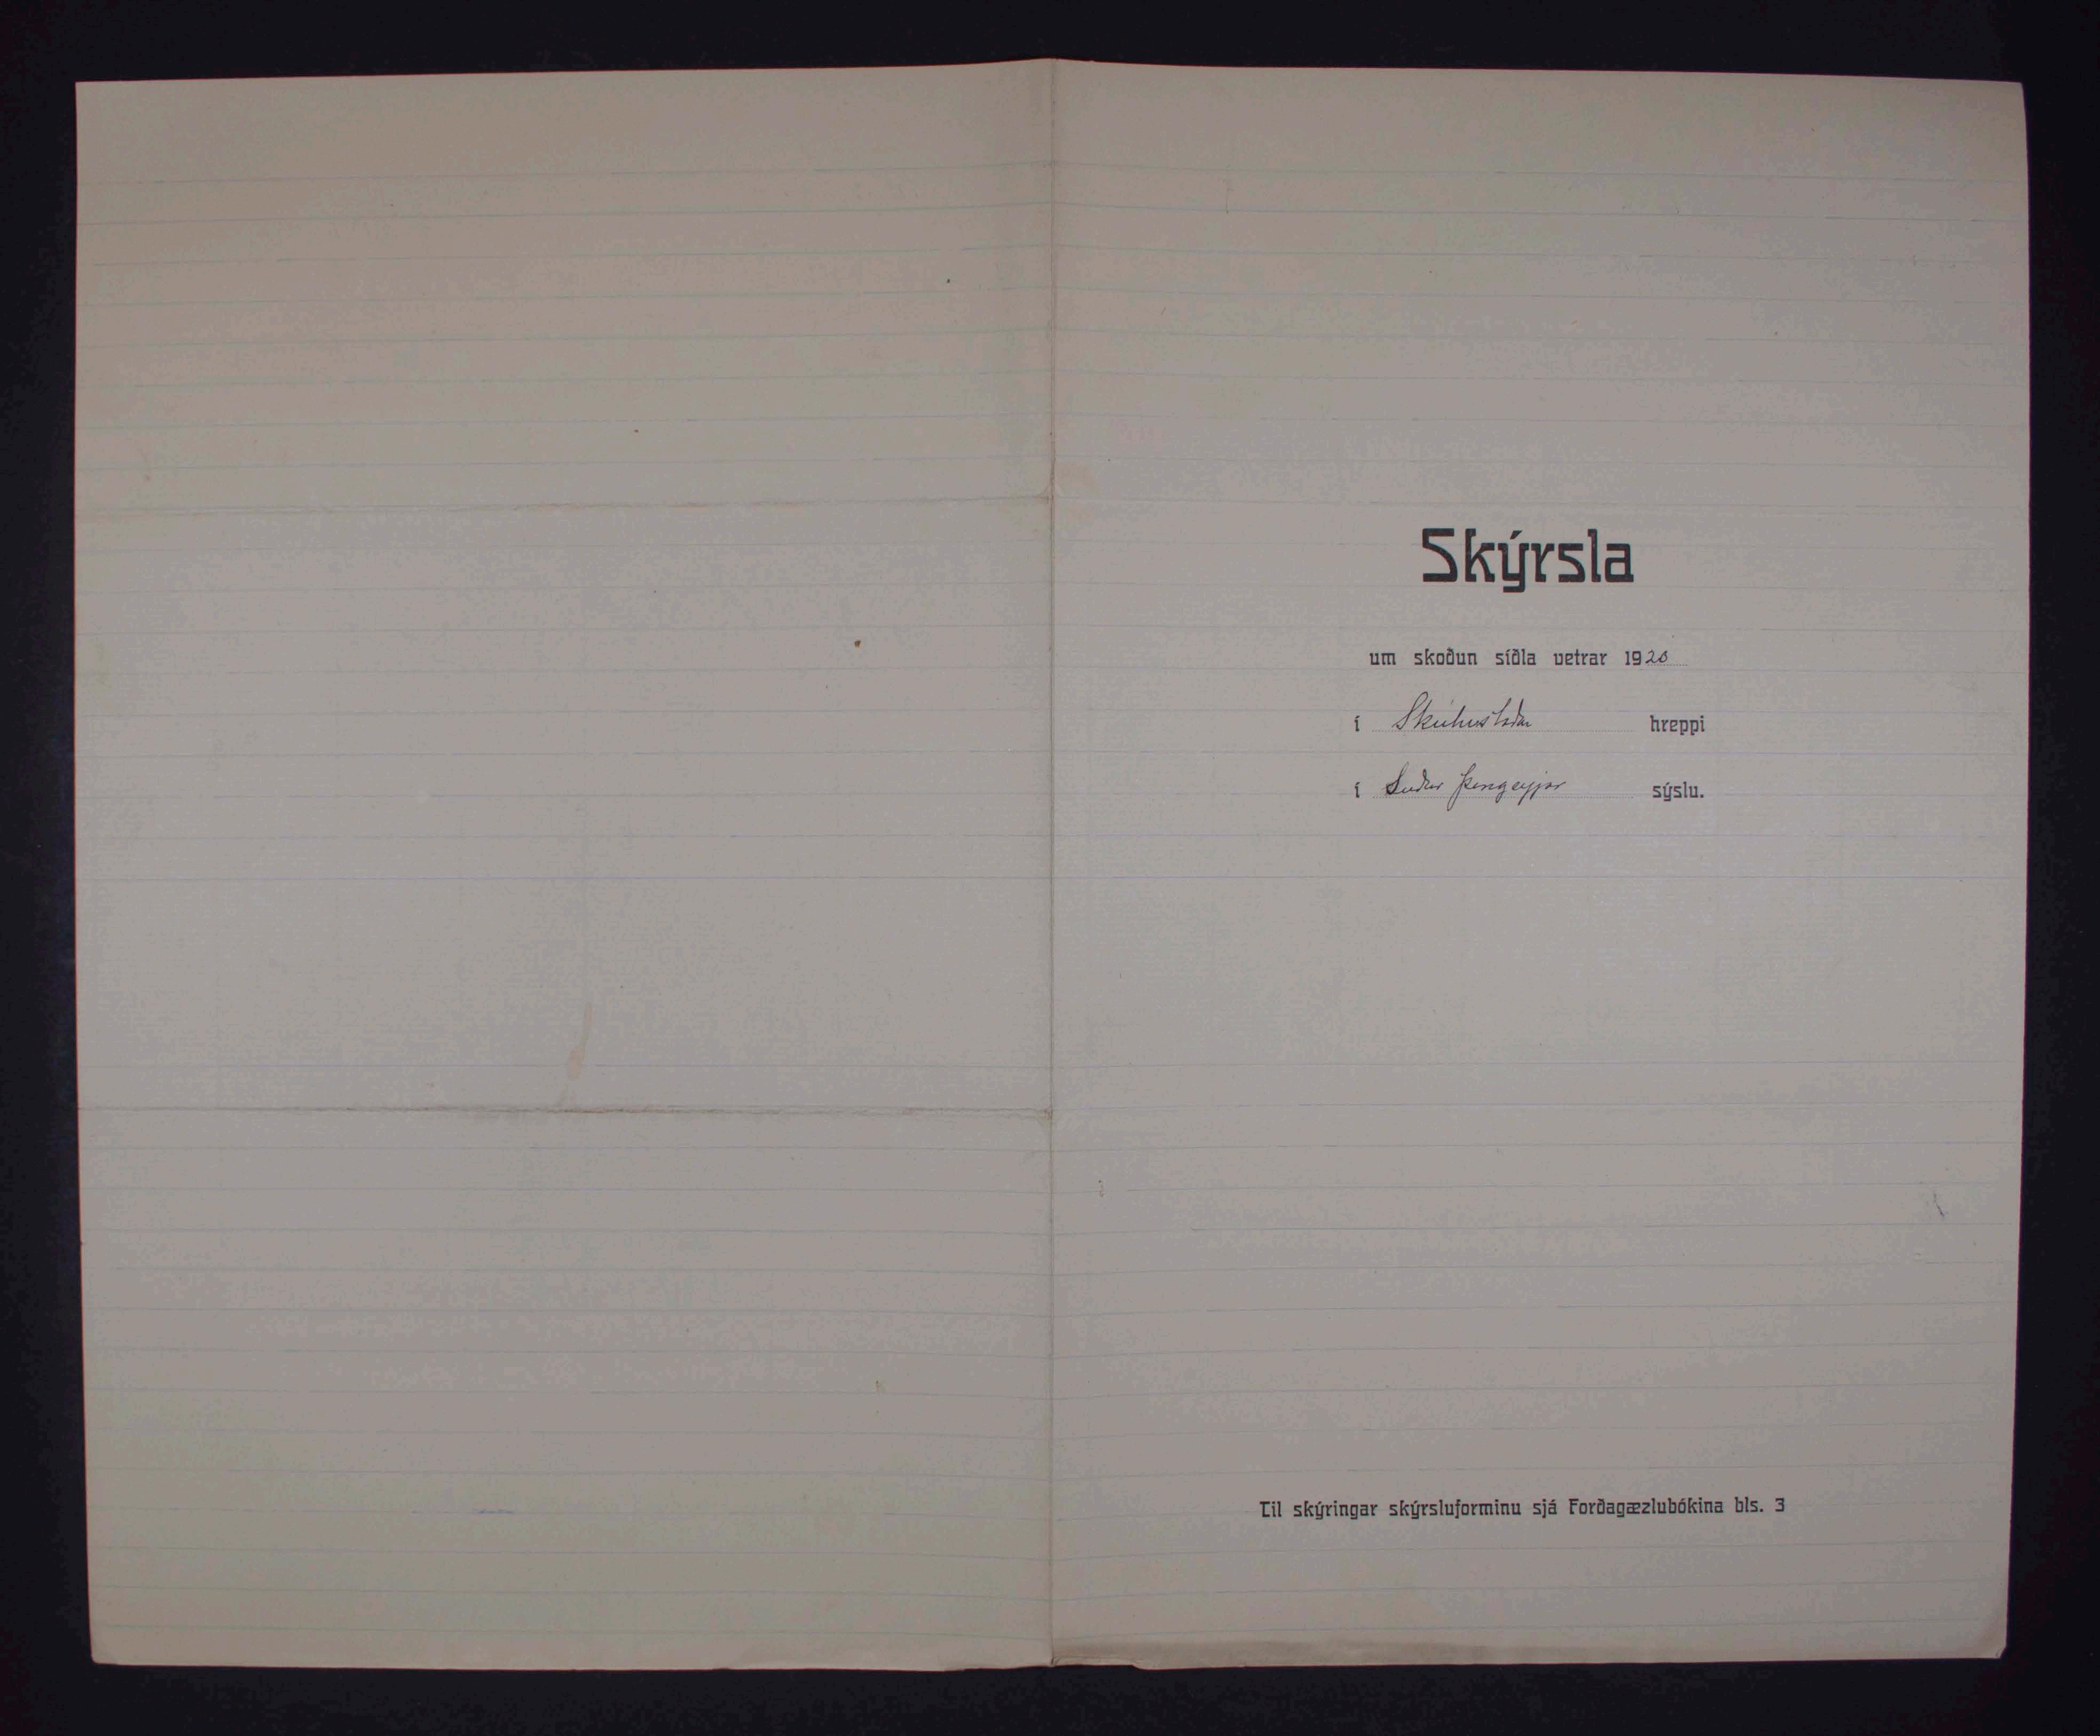 Skýrsla
um skoðun síðla vetrar 1920
í Skútustaða hreppi
í Suður Þingeyjar sýslu.
Til skýringar skýrsluforminu sjá Forðagæzlubókina bls. 3